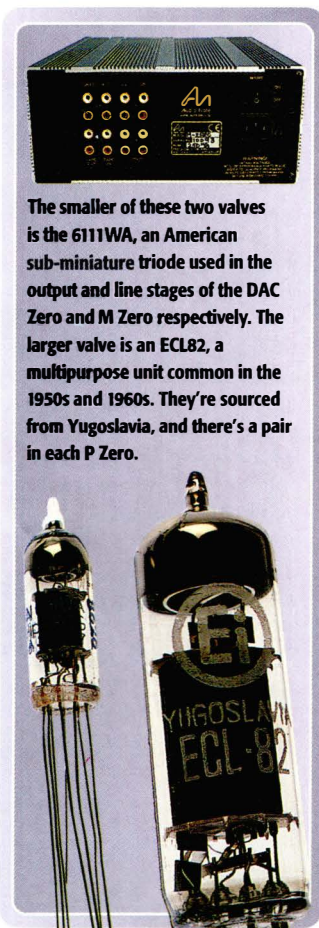 The smaller of these two valves
is the 6111WA, an American
sub-miniature triode used in the
output and line stages of the DAC
Zero and M Zero respectively. The
larger valve is an ECL82, a
multipurpose unit common in the
1950s and 1960s. They're sourced
from Yugoslavia, and there's a pair
in each P Zero.
Ei
YUGOSLAVIA
ECL-82